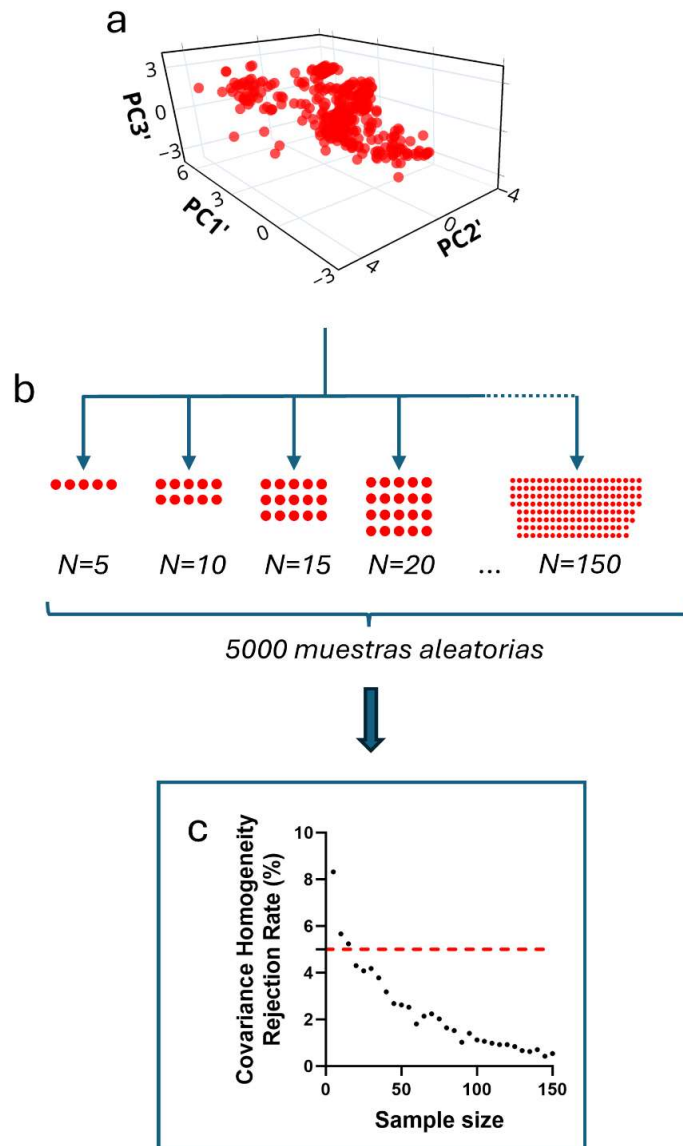 a
3
0
−3
PC3'
6
3
0
−3
PC1'
4
0
−4
PC2'
b
N=5 N=10 N=15 N=20 ... N=150
5000 muestras aleatorias
c
Covariance Homogeneity
Rejection Rate (%)
10
8
6
4
2
0
0 50 100 150
Sample size